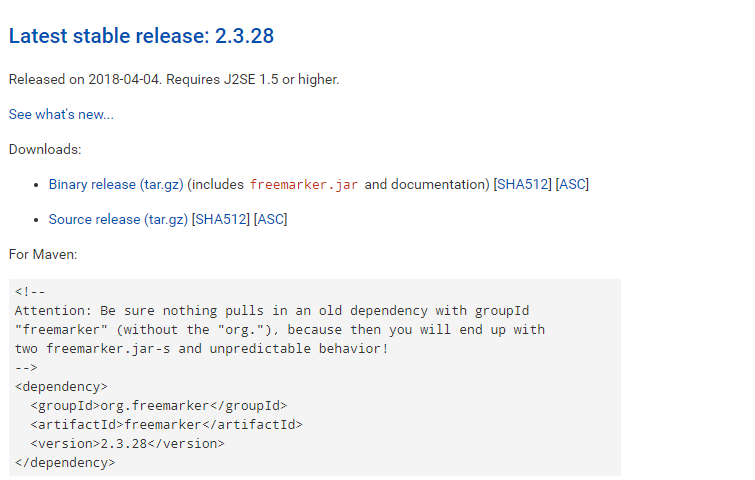 Latest stable release: 2.3.28
Released on 2018-04-04. Requires J2SE 1.5 or higher.
See what's new...
Downloads:
• Binary release (tar.gz) (includes freemarker.jar and documentation) [SHA512] [ASC]
• Source release (tar.gz) [SHA512] [ASC]
For Maven:
<!--
Attention: Be sure nothing pulls in an old dependency with groupId
"freemarker" (without the "org."), because then you will end up with
two freemarker.jar-s and unpredictable behavior!
-->
<dependency>
  <groupId>org.freemarker</groupId>
  <artifactId>freemarker</artifactId>
  <version>2.3.28</version>
</dependency>